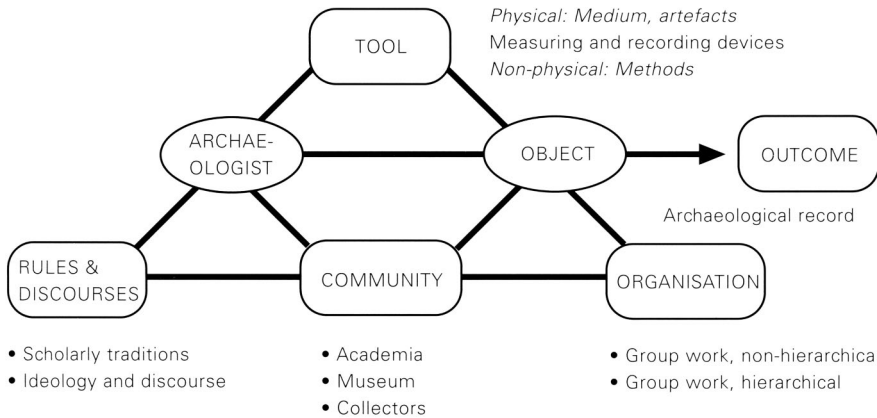 TOOL
Physical: Medium, artefacts
Measuring and recording devices
Non-physical: Methods
ARCHAE-
OLOGIST
OBJECT
OUTCOME
Archaeological record
RULES &
DISCOURSES
COMMUNITY
ORGANISATION
• Scholarly traditions
• Ideology and discourse
• Academia
• Museum
• Collectors
• Group work, non-hierarchica
• Group work, hierarchical